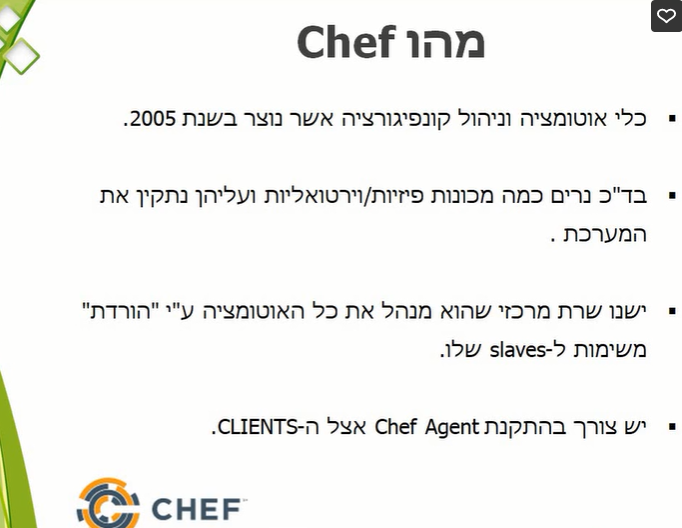 מהו Chef
כלי אוטומציה וניהול קונפיגורציה אשר נוצר בשנת 2005.
בד"כ נרים כמה מכונות פיזיות/וירטואליות ועליהן נתקין את
המערכת .
ישנו שרת מרכזי שהוא מנהל את כל האוטומציה ע"י "הורדת"
משימות ל-slaves שלו.
יש צורך בהתקנת Chef Agent אצל ה-CLIENTS.
CHEF